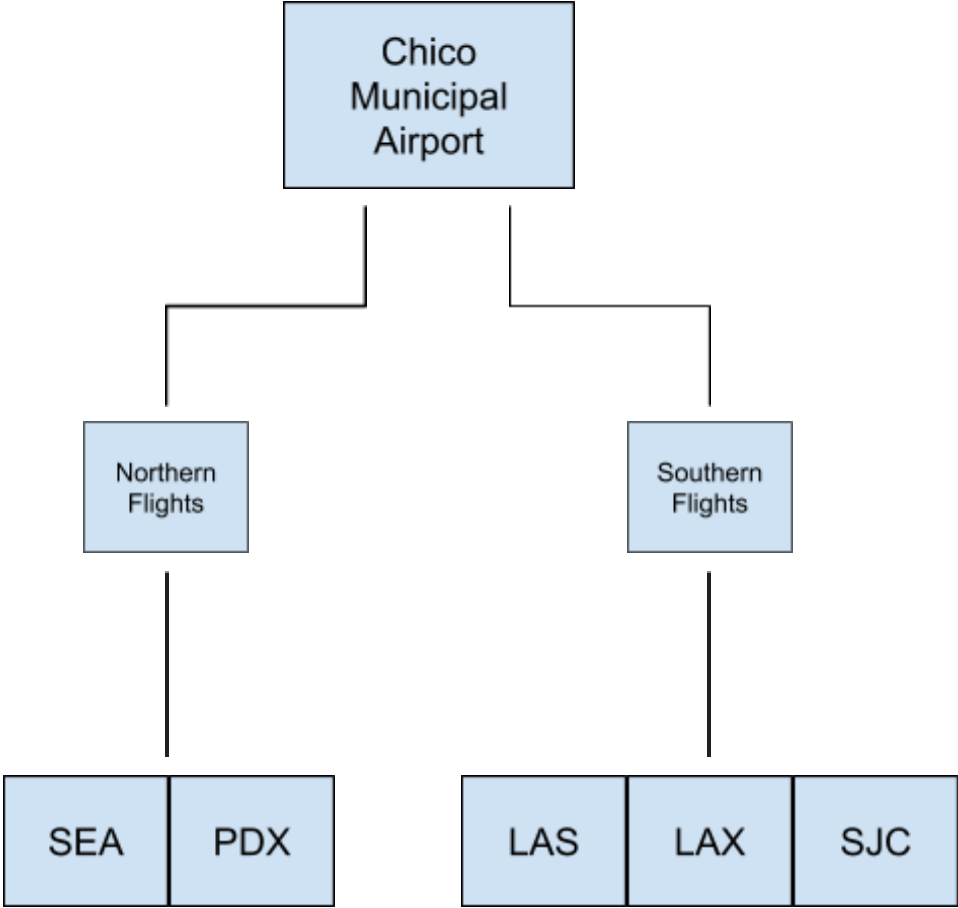 Chico
Municipal
Airport
Northern
Flights
Southern
Flights
SEA
PDX
LAS
LAX
SJC